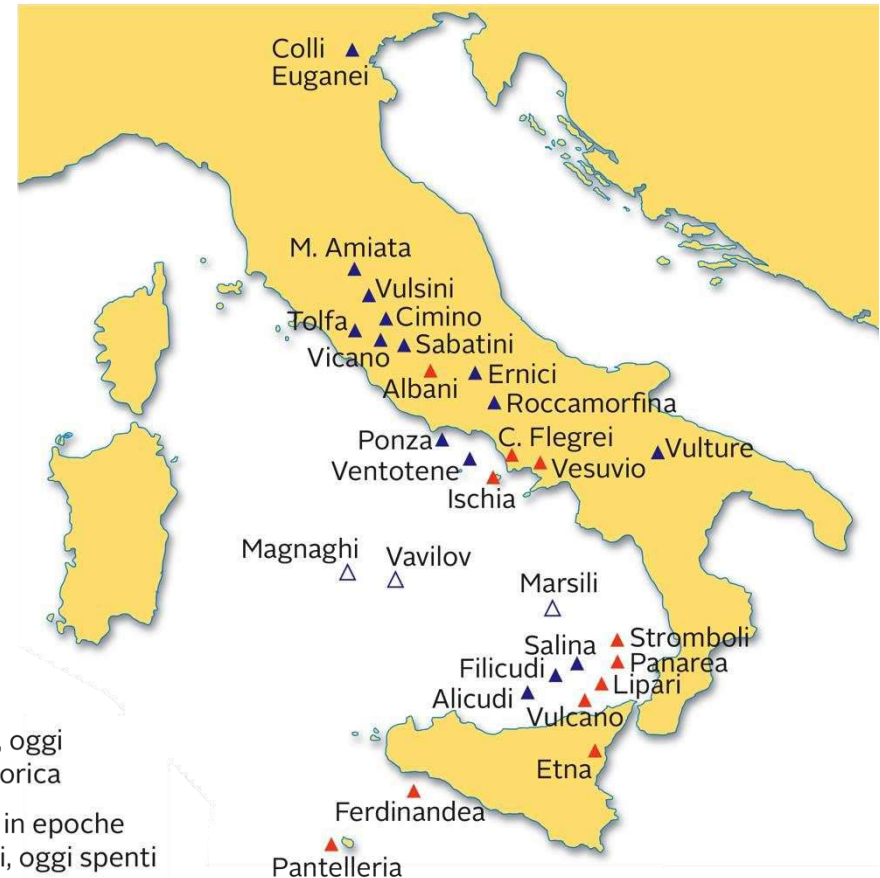 Colli
Euganei
M. Amiata
Vulsini
Cimino
Tolfa
Vicano
Sabatini
Albani
Ernici
Roccamorfina
Ponza
C. Flegrei
Vulture
Ventotene
Vesuvio
Ischia
Magnaghi
Vavilov
Marsili
Salina
Stromboli
Filicudi
Panarea
Alicudi
Lipari
Vulcano
, oggi
orica
Etna
in epoche
i, oggi spenti
Ferdinandea
Pantelleria